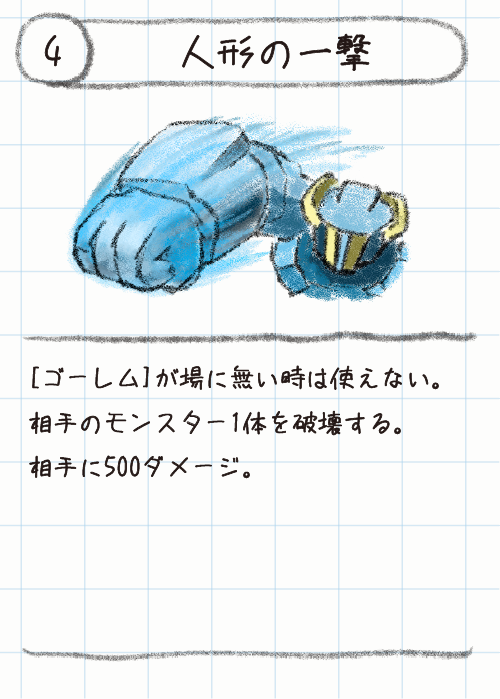 4
人形の一撃
[ゴーレム]が場に無い時は使えない。
相手のモンスター1体を破壊する。
相手に500ダメージ。